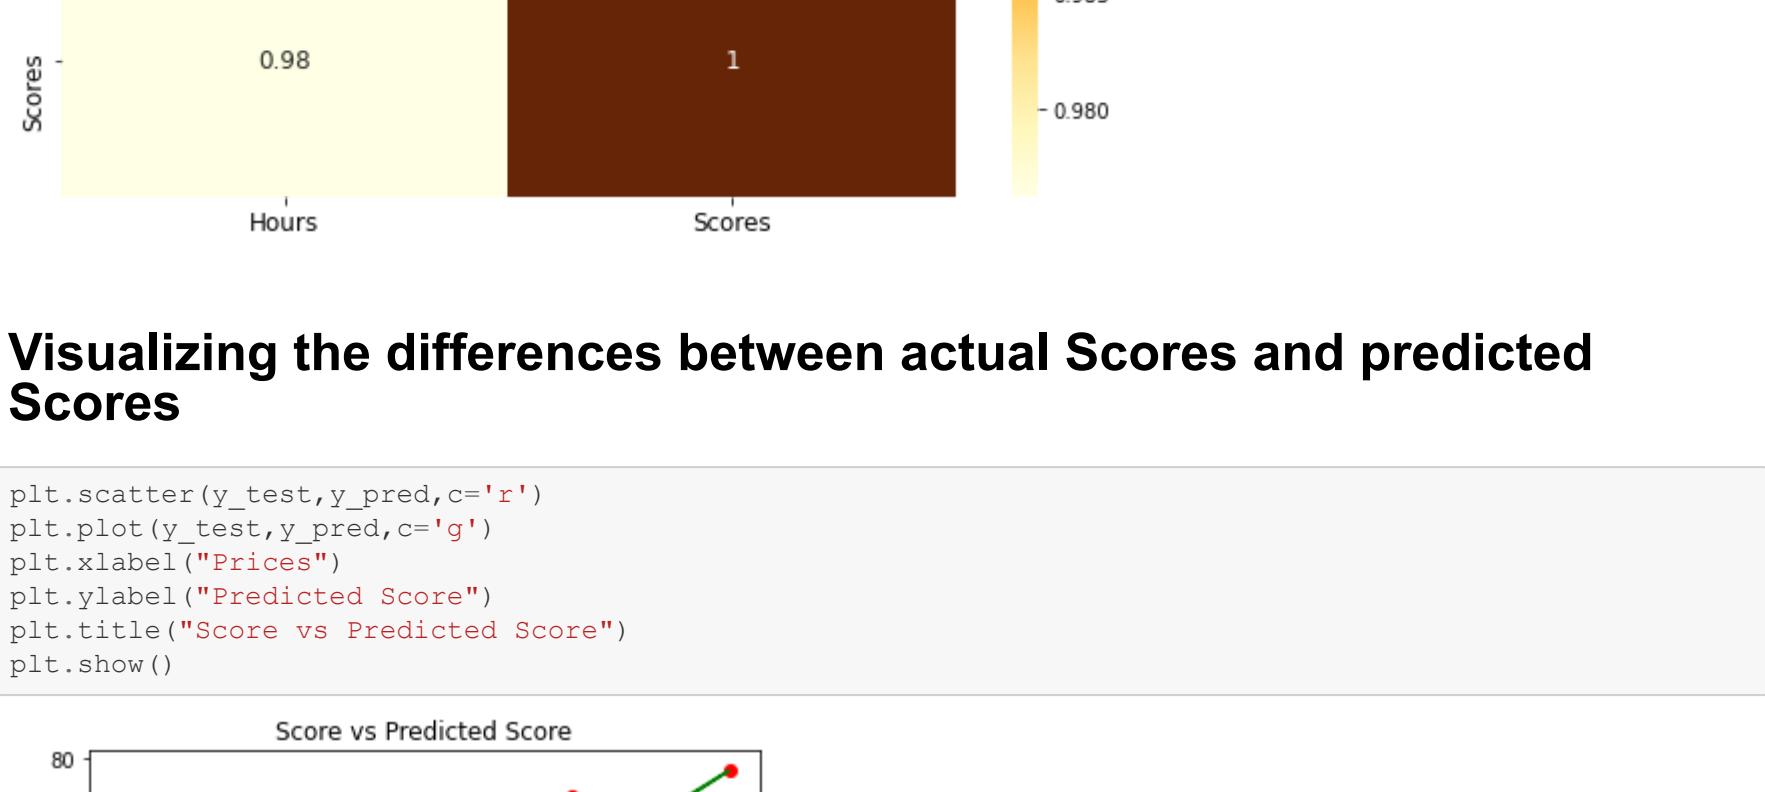 Scores
0.98
1
0.980
Hours
Scores
Visualizing the differences between actual Scores and predicted
Scores
plt.scatter(y_test,y_pred,c='r')
plt.plot(y_test,y_pred,c='g')
plt.xlabel("Prices")
plt.ylabel("Predicted Score")
plt.title("Score vs Predicted Score")
plt.show()
Score vs Predicted Score
80